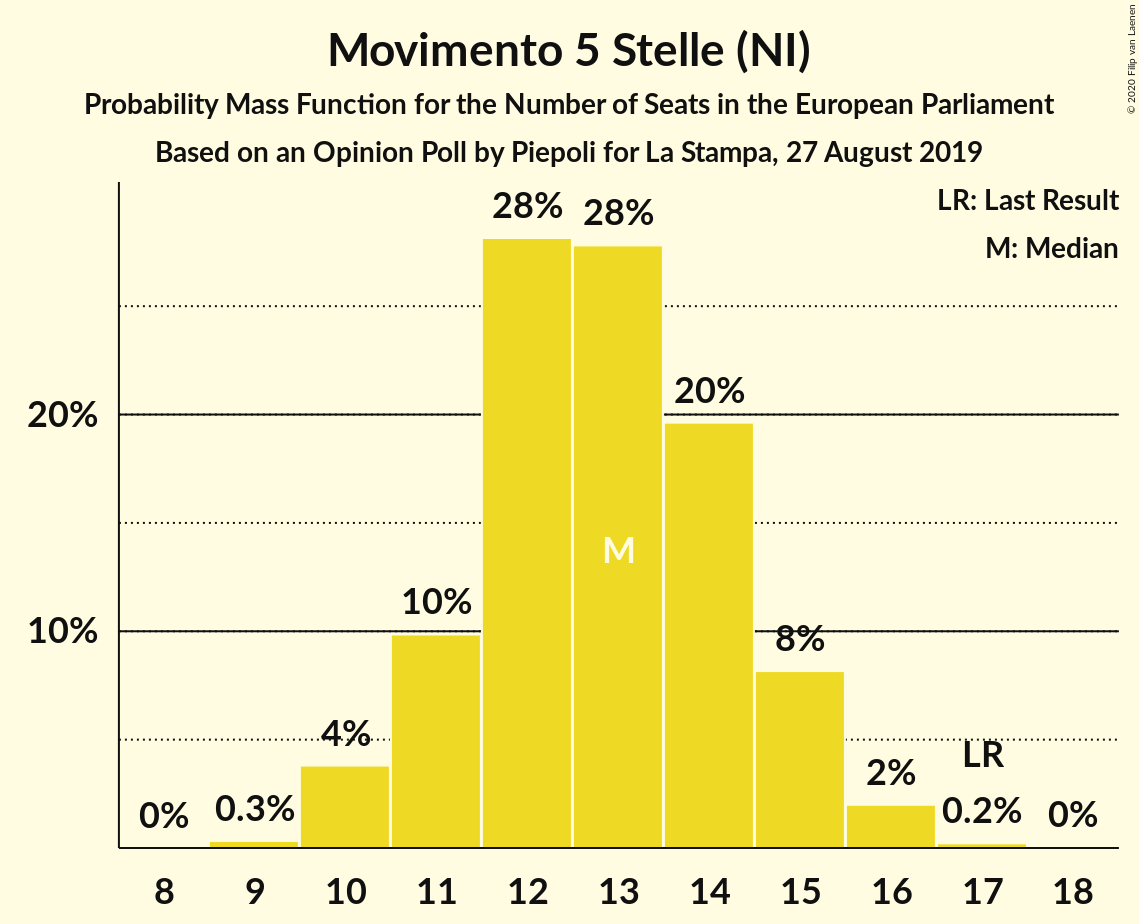 Movimento 5 Stelle (NI)
Probability Mass Function for the Number of Seats in the European Parliament
Based on an Opinion Poll by Piepoli for La Stampa, 27 August 2019
© 2020 Filip van Laenen
LR: Last Result
M: Median
28%
28%
20%
20%
M
10%
10%
8%
4%
LR
2%
0%
0.3%
0.2%
0%
8 9 10 11 12 13 14 15 16 17 18